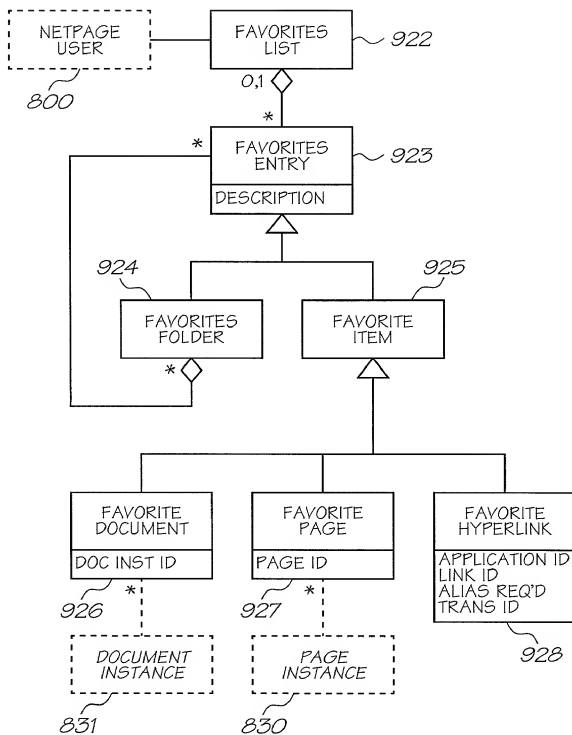 NETPAGE
USER
800
FAVORITES
LIST
922
0,1
*
*
FAVORITES
ENTRY
923
DESCRIPTION
924
925
FAVORITES
FOLDER
FAVORITE
ITEM
*
FAVORITE
DOCUMENT
FAVORITE
PAGE
FAVORITE
HYPERLINK
DOC INST ID
PAGE ID
APPLICATION ID
LINK ID
ALIAS REQ'D
TRANS ID
926
*
927
*
928
DOCUMENT
INSTANCE
PAGE
INSTANCE
831
830